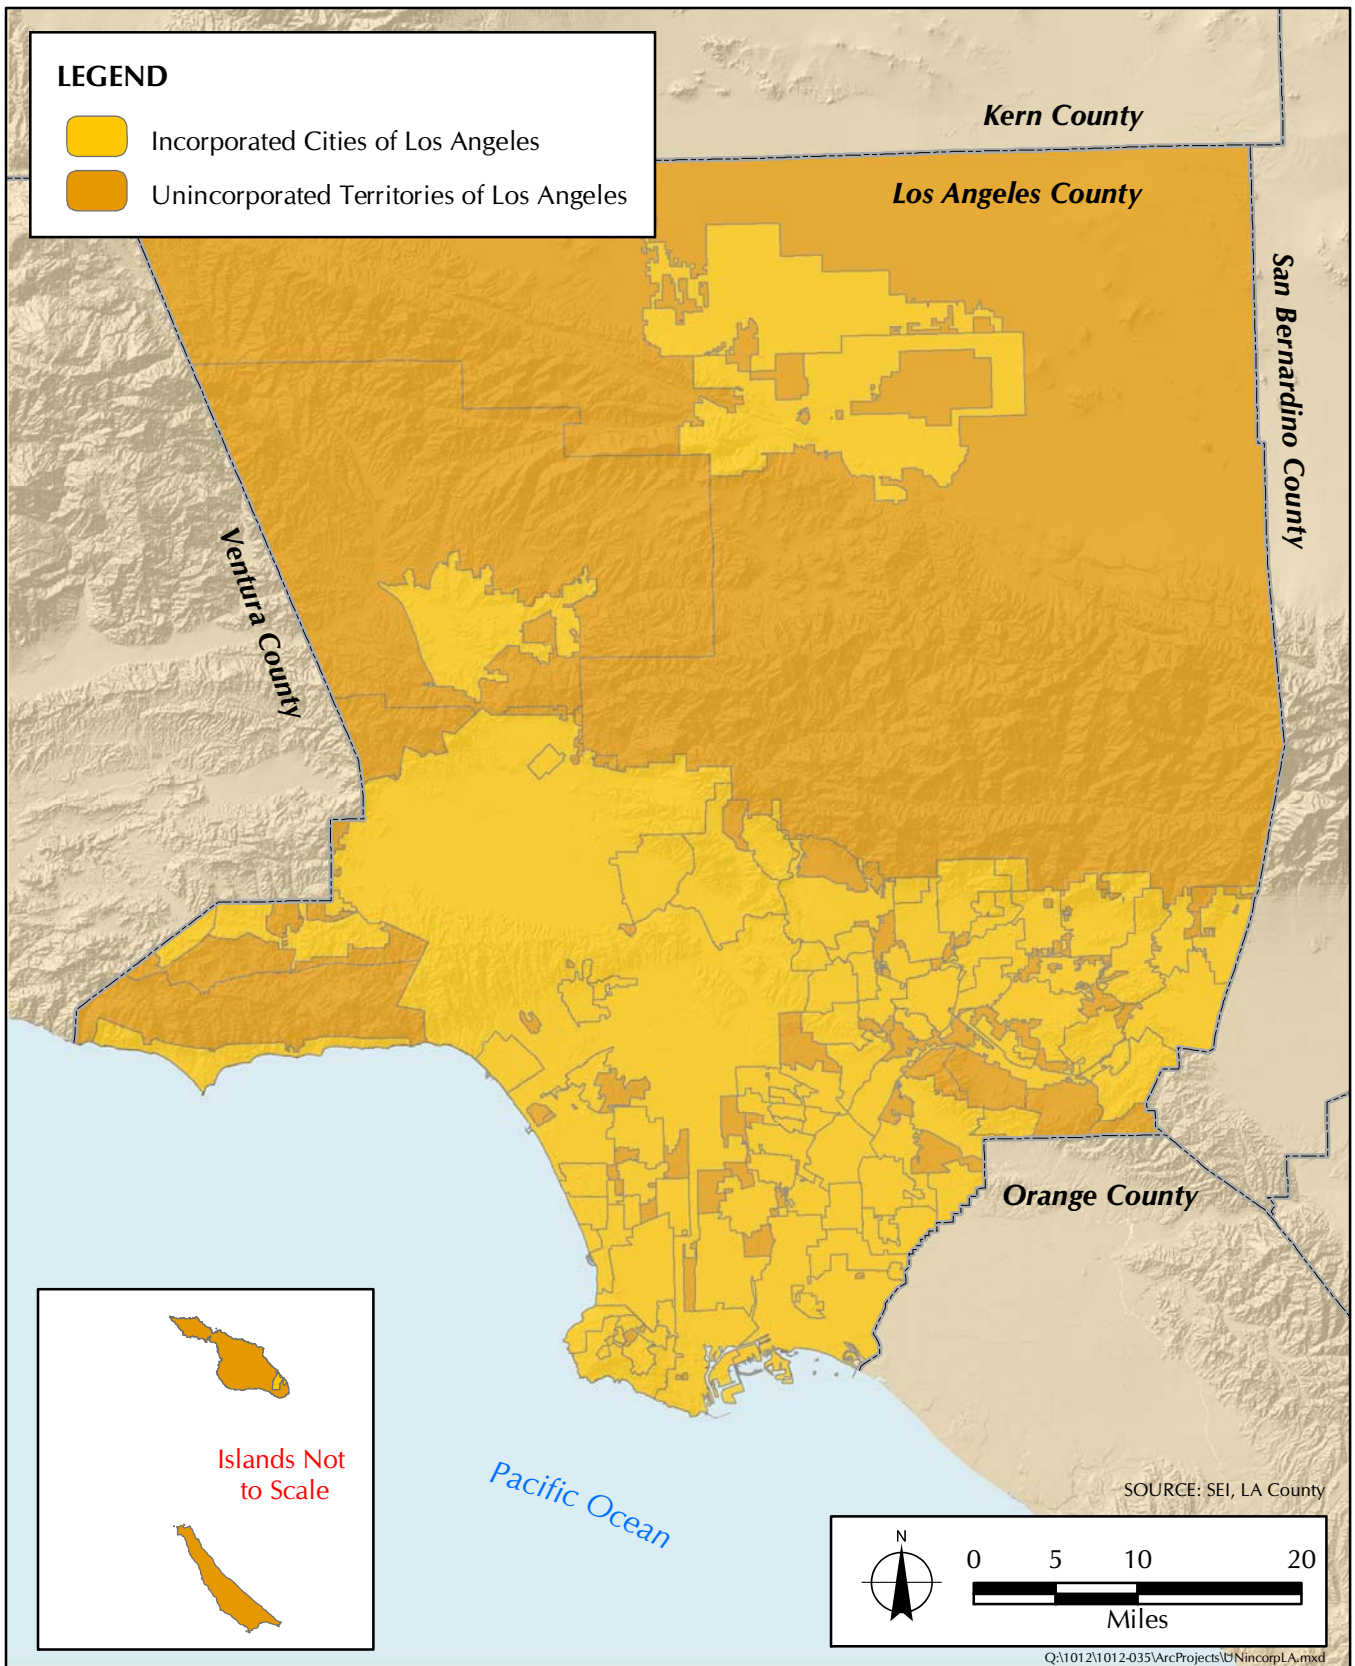 LEGEND
Incorporated Cities of Los Angeles
Unincorporated Territories of Los Angeles
Kern County
Los Angeles County
San Bernardino County
Ventura County
Orange County
Islands Not
to Scale
Pacific Ocean
SOURCE: SEI, LA County
N
0 5 10 20
Miles
Q:\1012\1012-035\ArcProjects\UNincorpLA.mxd